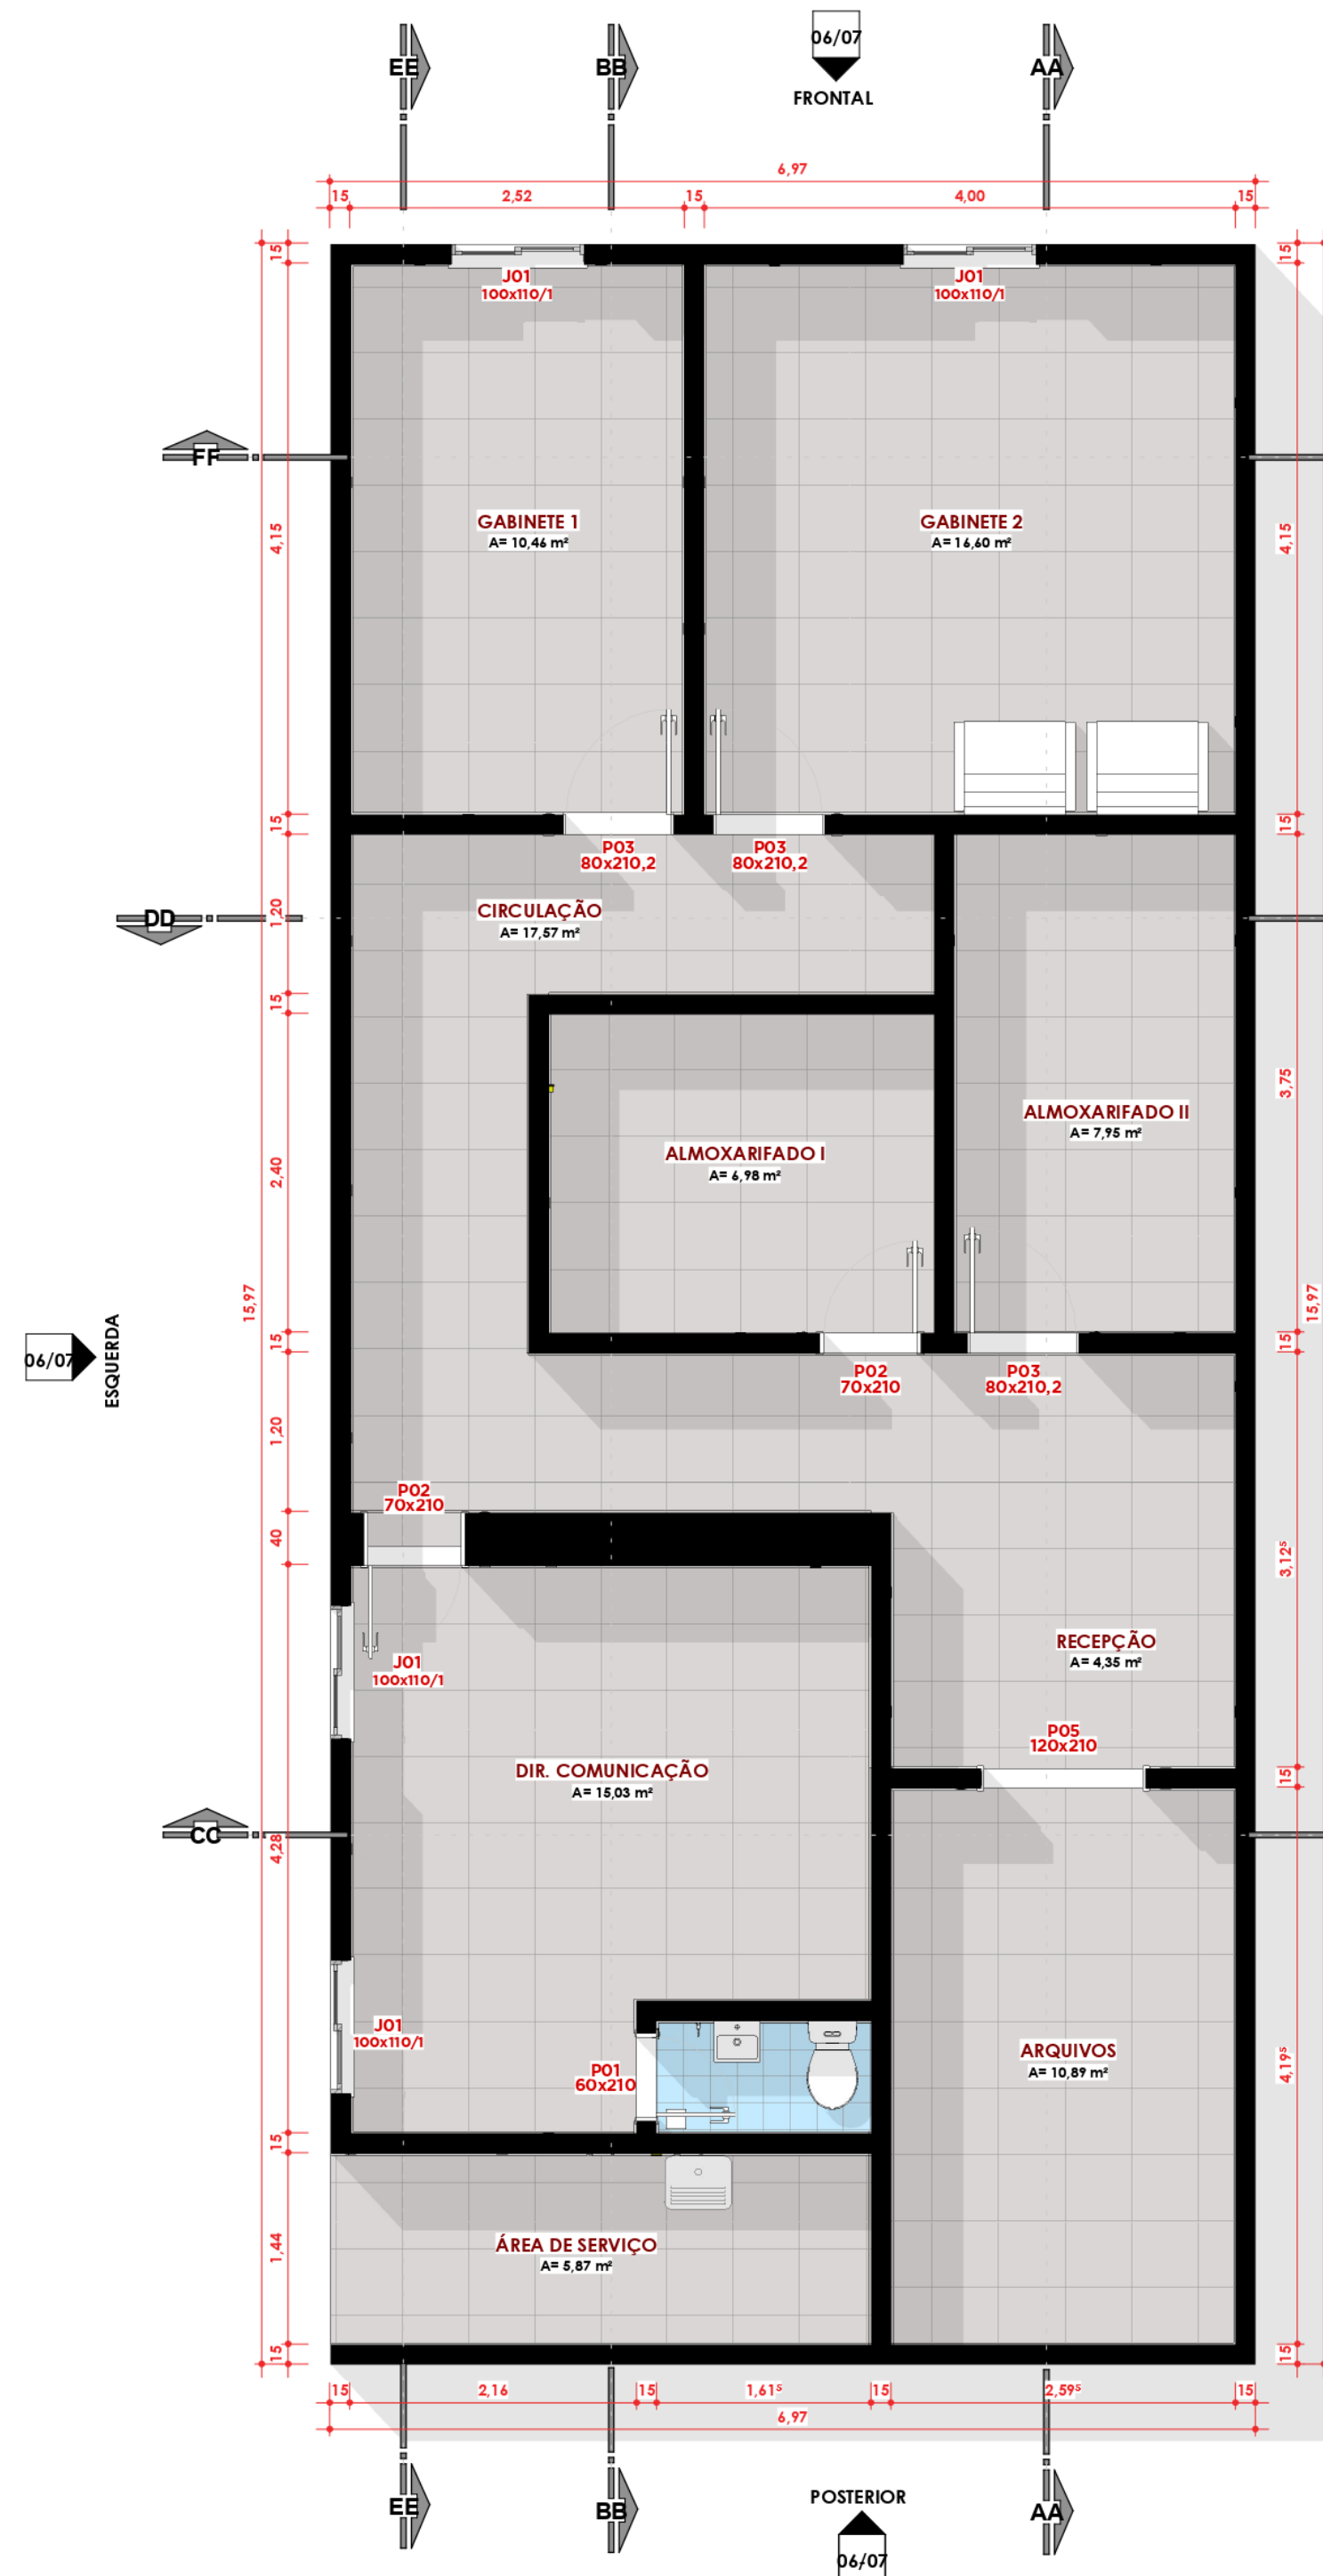 06/07
EE
BB
AA
FRONTAL
6,97
15
2,52
15
4,00
15
15
15
J01
100x110/1
J01
100x110/1
FF
GABINETE 1
A= 10,46 m²
GABINETE 2
A= 16,60 m²
4,15
4,15
15
15
P03
80x210,2
P03
80x210,2
CIRCULAÇÃO
A= 17,57 m²
DD
1,20
15
3,75
ALMOXARIFADO II
A= 7,95 m²
ALMOXARIFADO I
A= 6,98 m²
2,40
15,97
15,97
ESQUERDA
06/07
15
15
P02
70x210
P03
80x210,2
1,20
P02
70x210
40
3,12⁵
RECEPÇÃO
A= 4,35 m²
J01
100x110/1
P05
120x210
DIR. COMUNICAÇÃO
A= 15,03 m²
15
CC
4,28
J01
100x110/1
P01
60x210
ARQUIVOS
A= 10,89 m²
4,19⁵
15
ÁREA DE SERVIÇO
A= 5,87 m²
1,44
15
15
15
2,16
15
1,61⁵
15
2,59⁵
15
6,97
POSTERIOR
EE
BB
AA
06/07